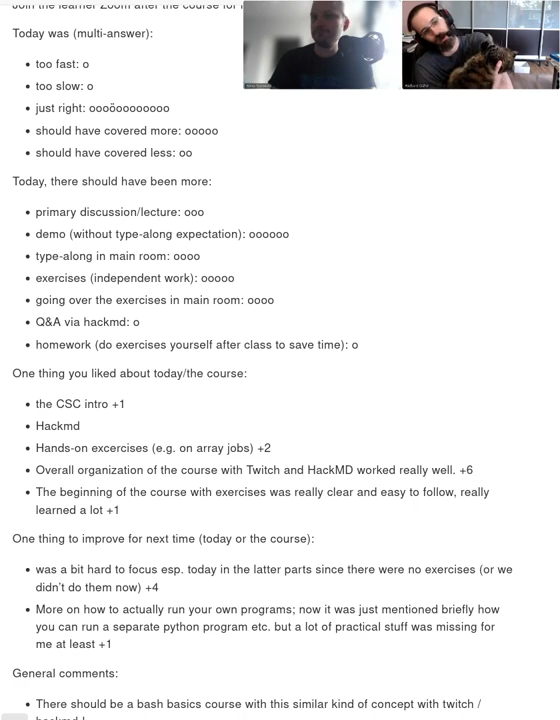 Join the learner Zoom after the course for
Today was (multi-answer):
too fast: o
too slow: o
just right: oooöooooooooo
should have covered more: ooooo
should have covered less: oo
Today, there should have been more:
primary discussion/lecture: ooo
demo (without type-along expectation): oooooo
type-along in main room: oooo
exercises (independent work): ooooo
going over the exercises in main room: oooo
Q&A via hackmd: o
homework (do exercises yourself after class to save time): o
One thing you liked about today/the course:
the CSC intro +1
Hackmd
Hands-on excercises (e.g. on array jobs) +2
Overall organization of the course with Twitch and HackMD worked really well. +6
The beginning of the course with exercises was really clear and easy to follow, really
learned a lot +1
One thing to improve for next time (today or the course):
was a bit hard to focus esp. today in the latter parts since there were no exercises (or we
didn't do them now) +4
More on how to actually run your own programs; now it was just mentioned briefly how
you can run a separate python program etc. but a lot of practical stuff was missing for
me at least +1
General comments:
There should be a bash basics course with this similar kind of concept with twitch /